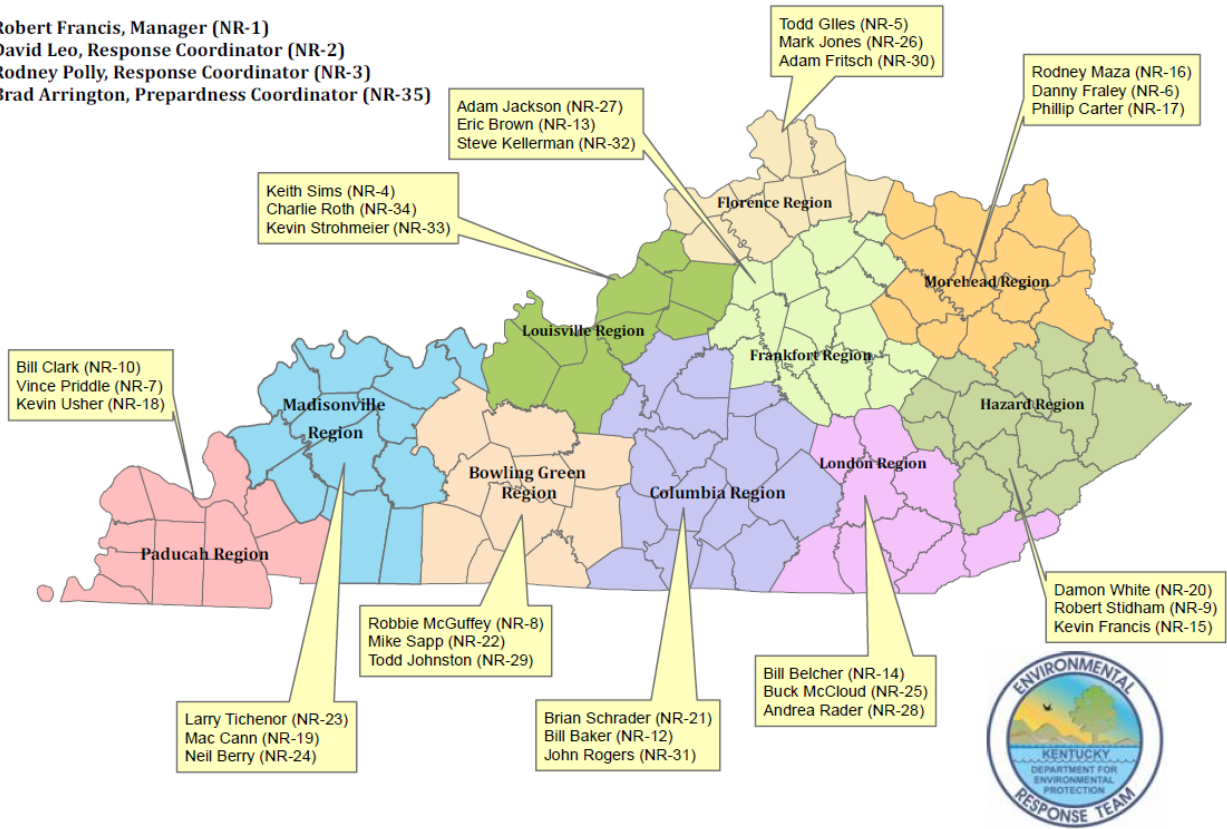 Robert Francis, Manager (NR-1)
David Leo, Response Coordinator (NR-2)
Rodney Polly, Response Coordinator (NR-3)
Brad Arrington, Prepardness Coordinator (NR-35)
Todd GIles (NR-5)
Mark Jones (NR-26)
Adam Fritsch (NR-30)
Rodney Maza (NR-16)
Danny Fraley (NR-6)
Phillip Carter (NR-17)
Adam Jackson (NR-27)
Eric Brown (NR-13)
Steve Kellerman (NR-32)
Keith Sims (NR-4)
Charlie Roth (NR-34)
Kevin Strohmeier (NR-33)
Florence Region
Morehead Region
Louisville Region
Frankfort Region
Bill Clark (NR-10)
Vince Priddle (NR-7)
Kevin Usher (NR-18)
Madisonville
Region
Hazard Region
Bowling Green
Region
Columbia Region
London Region
Paducah Region
Damon White (NR-20)
Robert Stidham (NR-9)
Kevin Francis (NR-15)
Robbie McGuffey (NR-8)
Mike Sapp (NR-22)
Todd Johnston (NR-29)
Bill Belcher (NR-14)
Buck McCloud (NR-25)
Andrea Rader (NR-28)
Larry Tichenor (NR-23)
Mac Cann (NR-19)
Neil Berry (NR-24)
Brian Schrader (NR-21)
Bill Baker (NR-12)
John Rogers (NR-31)
ENVIRONMENTAL
KENTUCKY
DEPARTMENT FOR
ENVIRONMENTAL
PROTECTION
RESPONSE TEAM